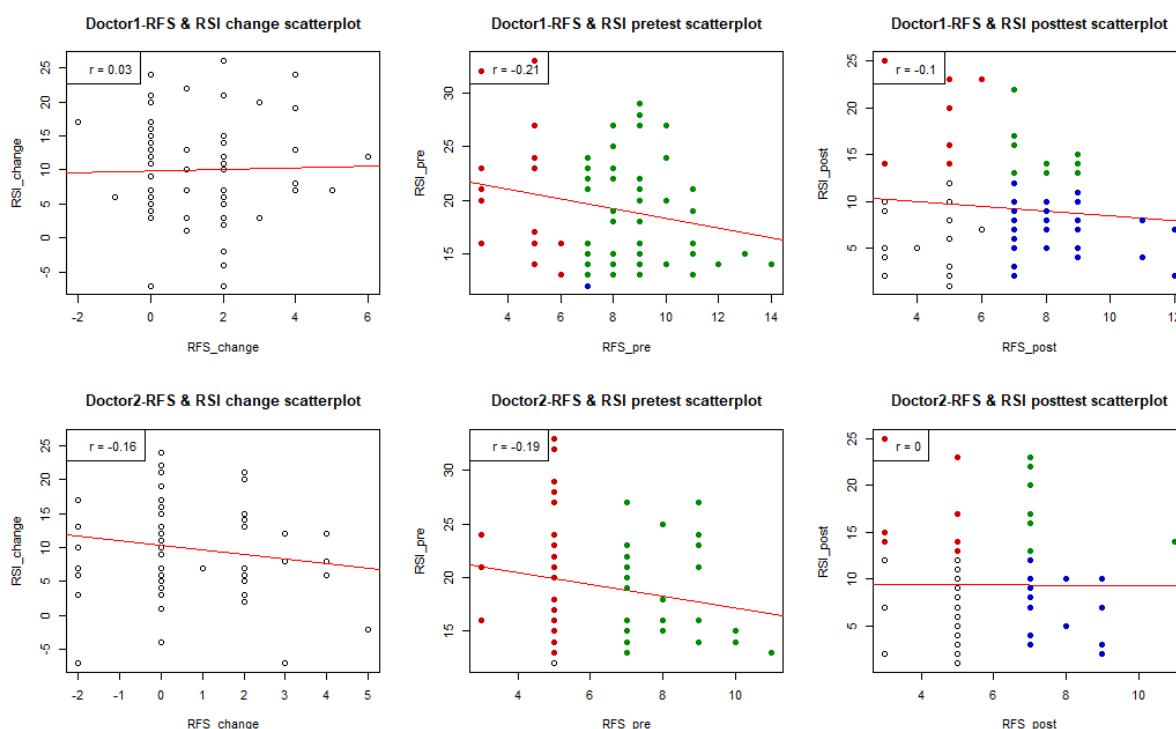 Doctor1-RFS & RSI change scatterplot
r = 0.03
RSI_change
25
20
15
10
5
0
-5
-2
0
2
4
6
RFS_change
Doctor1-RFS & RSI pretest scatterplot
r = -0.21
RSI_pre
30
25
20
15
4
6
8
10
12
14
RFS_pre
Doctor1-RFS & RSI posttest scatterplot
r = -0.1
RSI_post
25
20
15
10
5
4
6
8
10
12
RFS_post
Doctor2-RFS & RSI change scatterplot
r = -0.16
RSI_change
25
20
15
10
5
0
-5
-2
-1
0
1
2
3
4
5
RFS_change
Doctor2-RFS & RSI pretest scatterplot
r = -0.19
RSI_pre
30
25
20
15
4
6
8
10
RFS_pre
Doctor2-RFS & RSI posttest scatterplot
r = 0
RSI_post
25
20
15
10
5
4
6
8
10
RFS_post